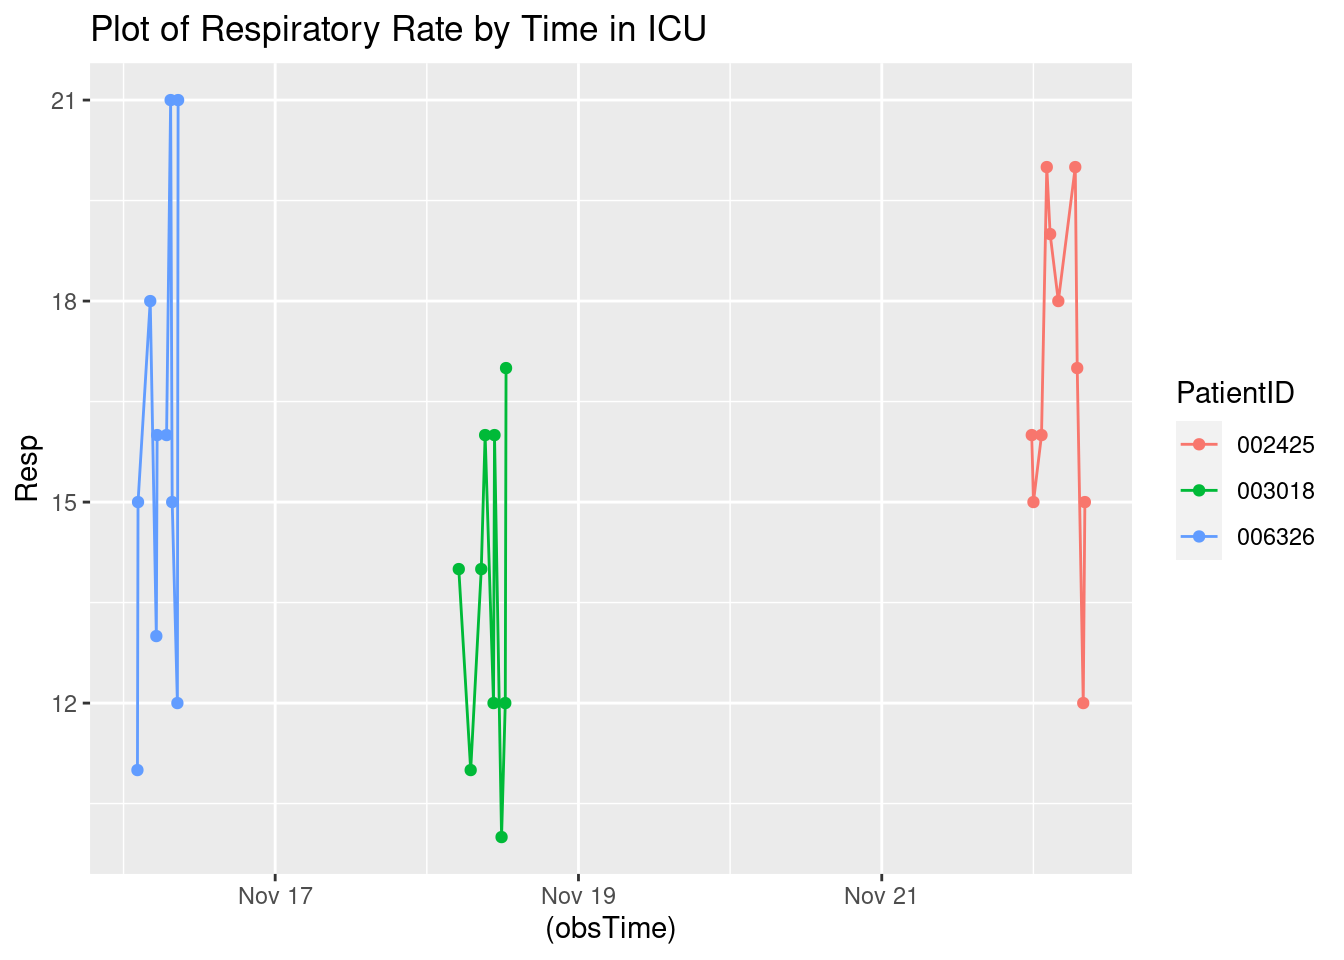 Plot of Respiratory Rate by Time in ICU
21
18
15
12
Resp
Nov 17
Nov 19
Nov 21
(obsTime)
PatientID
002425
003018
006326